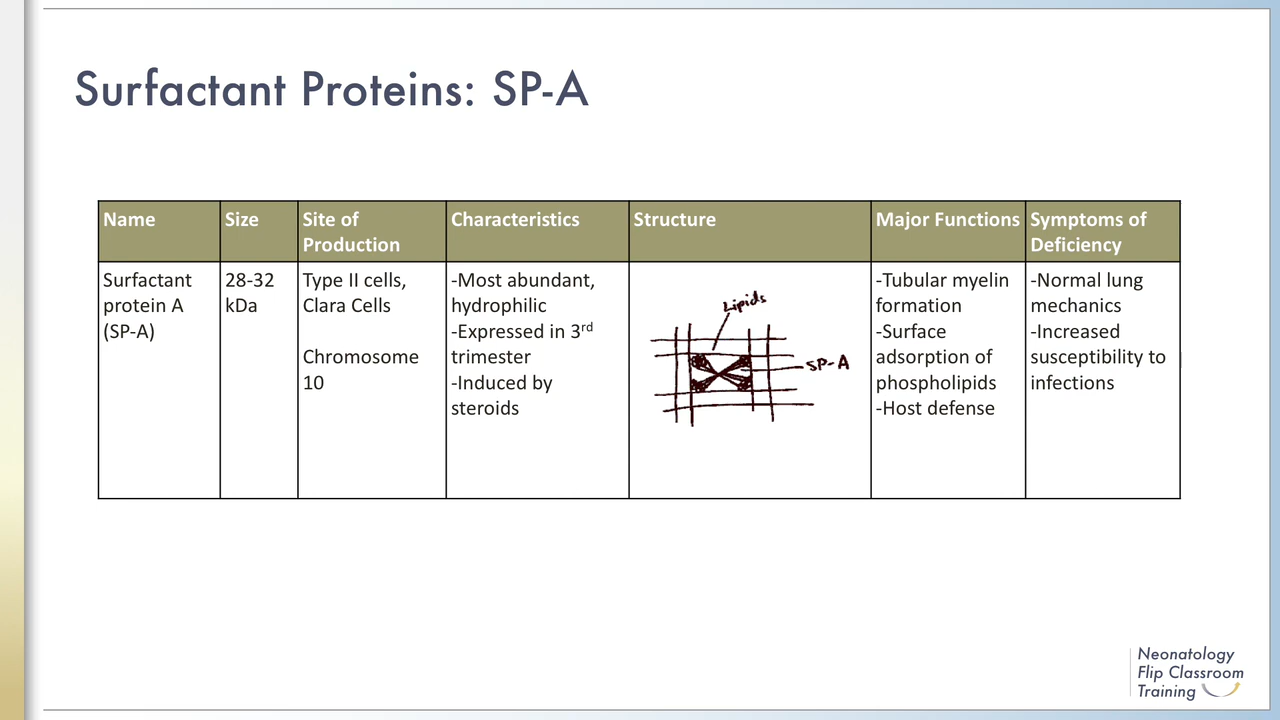 Surfactant Proteins: SP-A
Name
Size
Site of
Production
Characteristics
Structure
Major Functions
Symptoms of
Deficiency
Surfactant
protein A
(SP-A)
28-32
kDa
Type II cells,
Clara Cells
Chromosome
10
-Most abundant,
hydrophilic
-Expressed in 3rd
trimester
-Induced by
steroids
Lipids
SP-A
-Tubular myelin
formation
-Surface
adsorption of
phospholipids
-Host defense
-Normal lung
mechanics
-Increased
susceptibility to
infections
Neonatology
Flip Classroom
Training